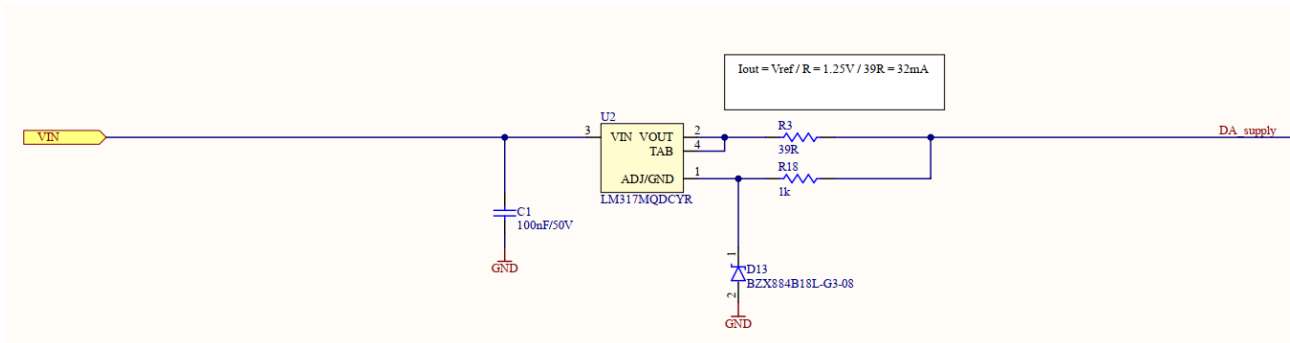 Iout = Vref / R = 1.25V / 39R = 32mA
VIN
3
U2
VIN VOUT
TAB
ADJ/GND
LM317MQDCYR
2
4
1
R3
39R
R18
1k
DA_supply
C1
100nF/50V
GND
1
D13
BZX884B18L-G3-08
2
GND